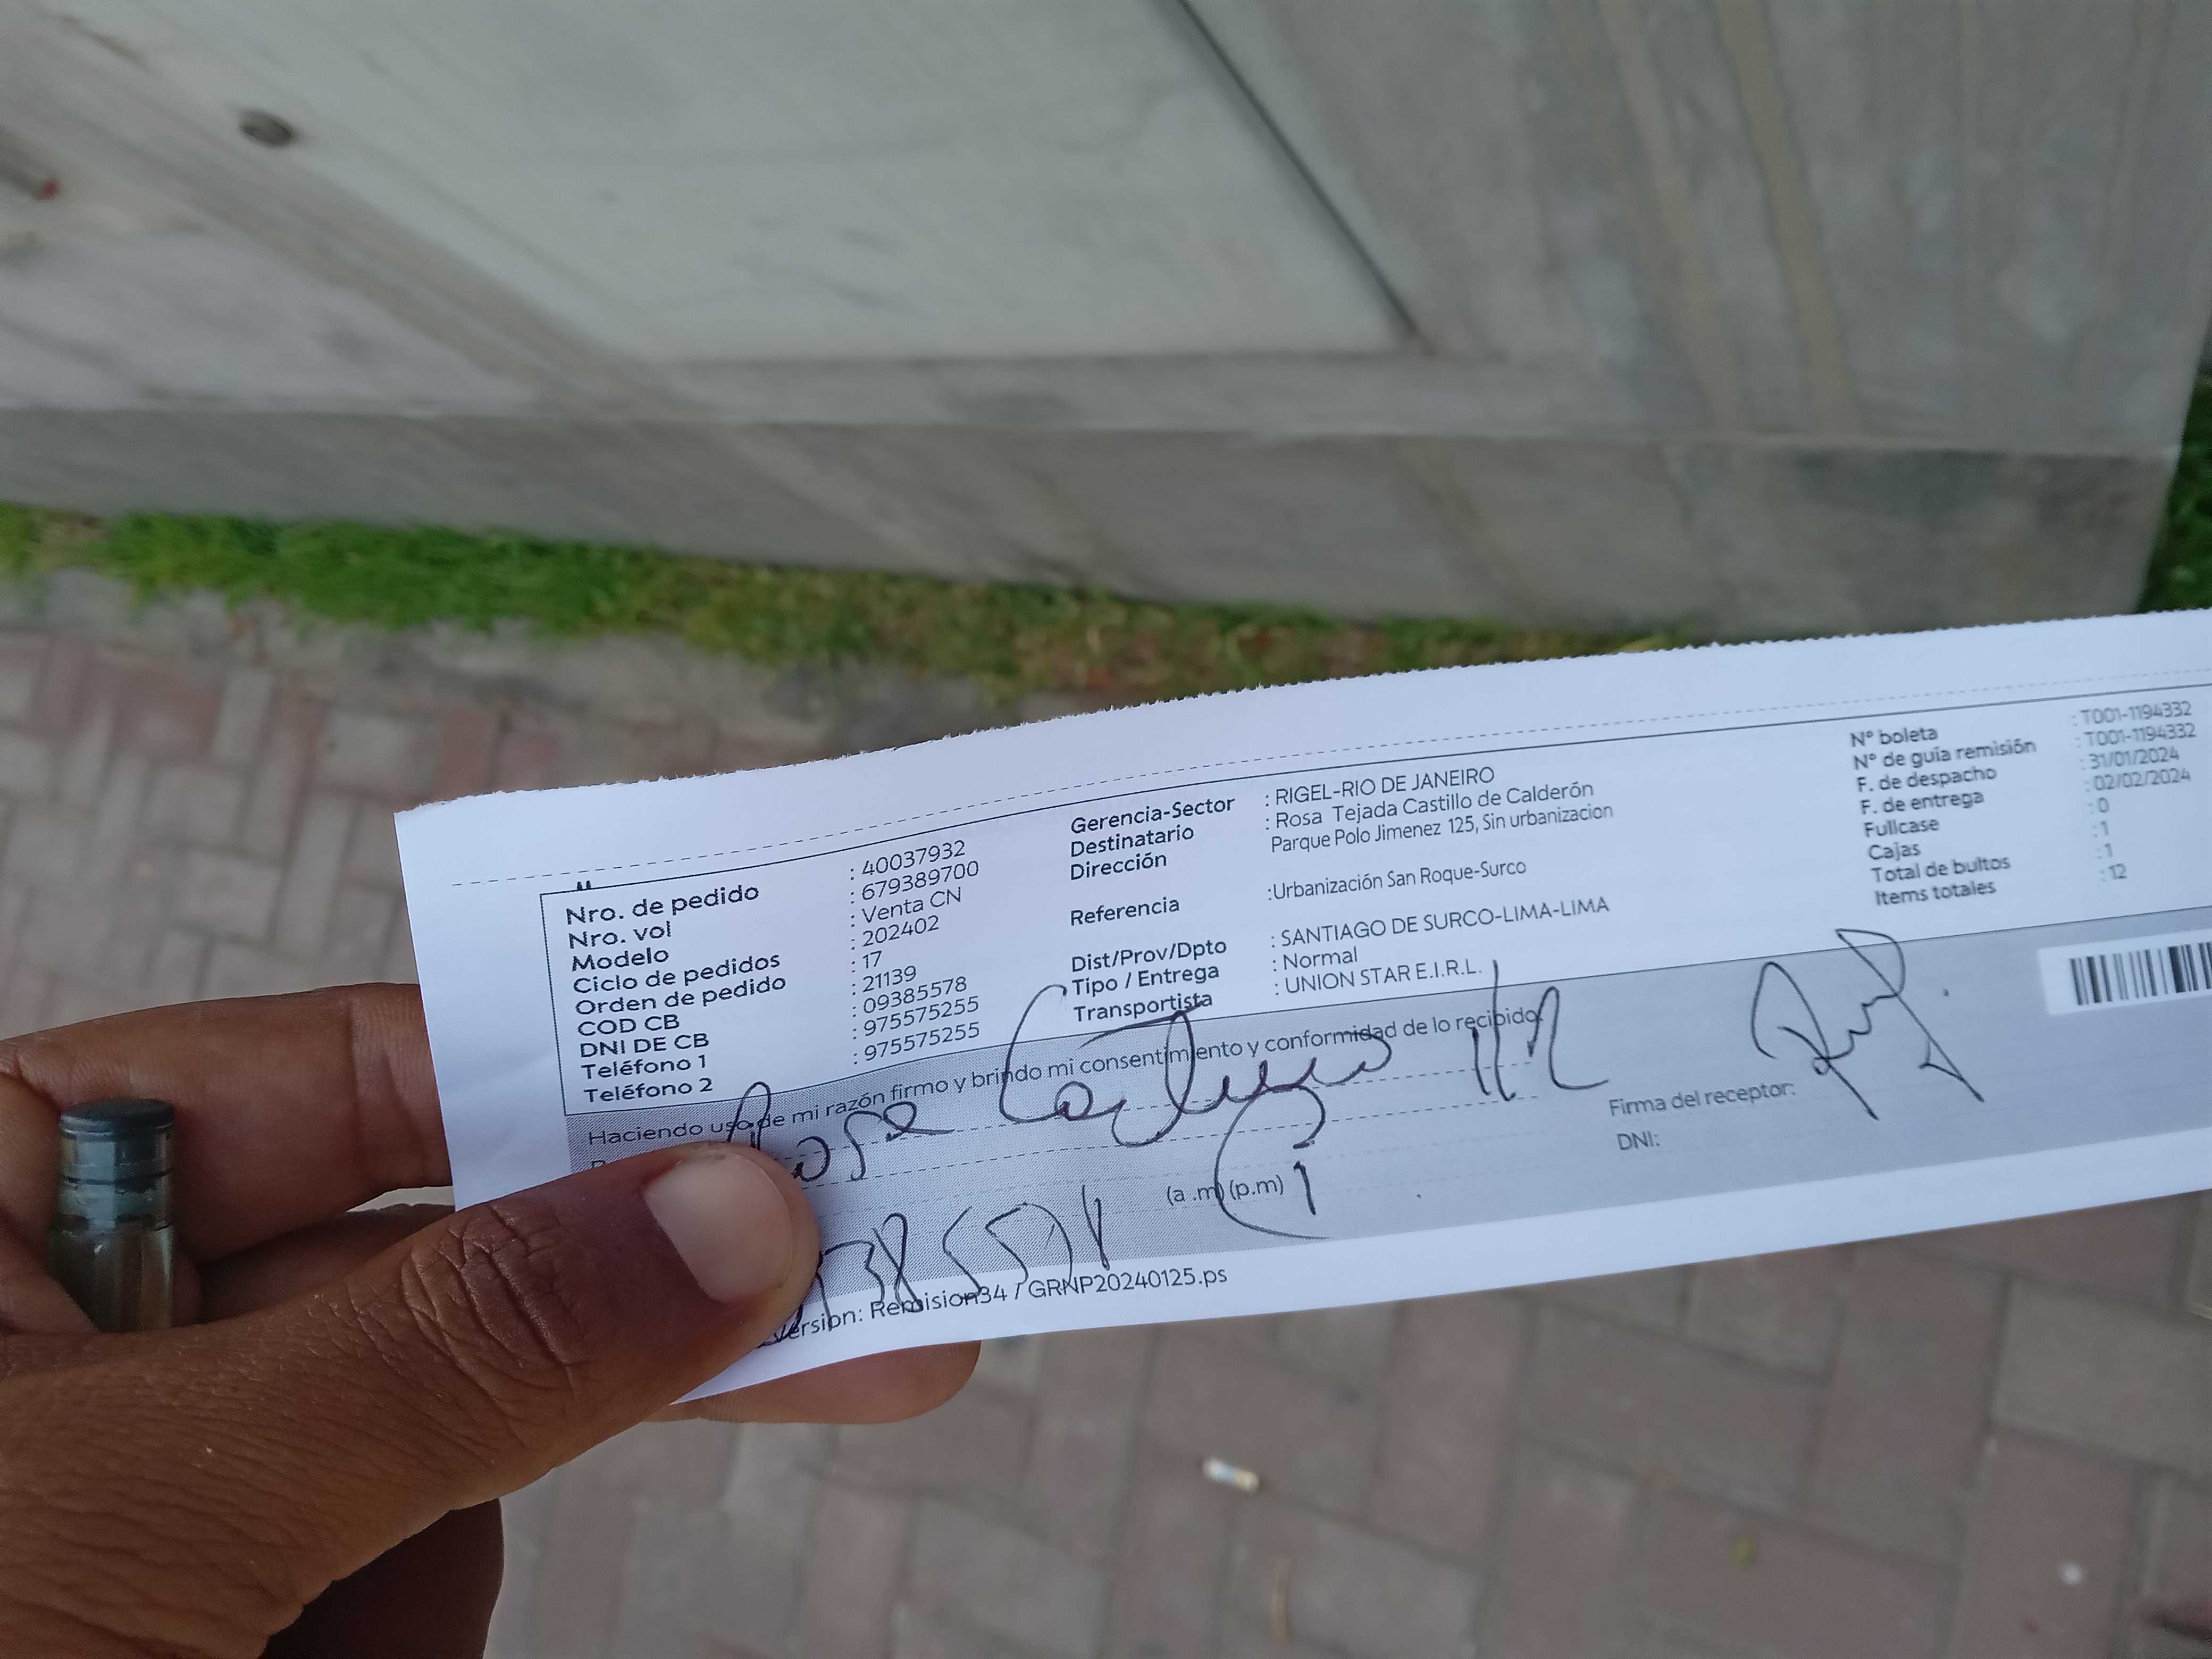 Nro. de pedido : 40037932
Nro. vol : 679389700
Modelo : Venta CN
Ciclo de pedidos : 202402
Orden de pedido : 17
COD CB : 21139
DNI DE CB : 09385578
Teléfono 1 : 975575255
Teléfono 2 : 975575255
Gerencia-Sector : RIGEL-RIO DE JANEIRO
Destinatario : Rosa Tejada Castillo de Calderón
Dirección Parque Polo Jimenez 125, Sin urbanizacion
Referencia :Urbanización San Roque-Surco
Dist/Prov/Dpto : SANTIAGO DE SURCO-LIMA-LIMA
Tipo / Entrega : Normal
Transportista : UNION STAR E.I.R.L.
N° boleta : T001-1194332
N° de guía remisión : T001-1194332
F. de despacho : 31/01/2024
F. de entrega : 02/02/2024
Fullcase : 0
Cajas : 1
Total de bultos : 1
Items totales : 12
Haciendo uso de mi razón firmo y brindo mi consentimiento y conformidad de lo recibido.
(a .m) (p.m)
Firma del receptor:
DNI:
Version: Remision34 / GRNP20240125.ps